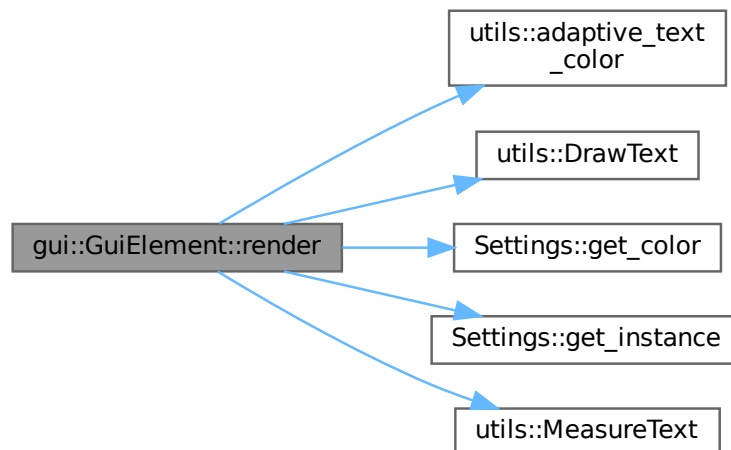 utils::adaptive_text
_color
utils::DrawText
gui::GuiElement::render
Settings::get_color
Settings::get_instance
utils::MeasureText